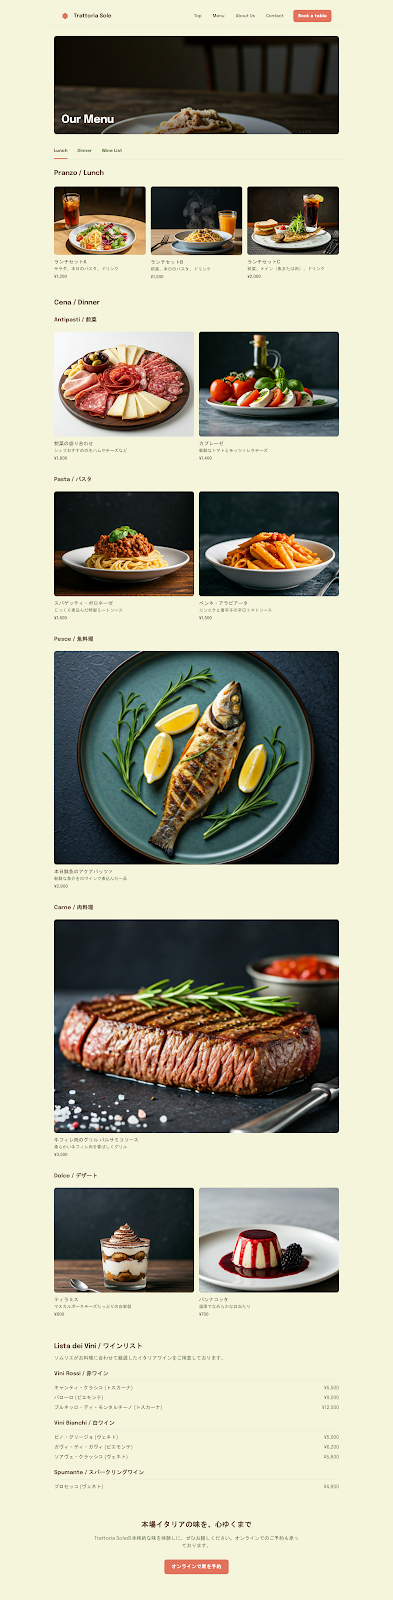 Trattoria Sole
Top
Menu
About Us
Contact
Book a table
Our Menu
Lunch
Dinner
Wine List
Pranzo / Lunch
ランチセットA
サラダ、本日のパスタ、ドリンク
¥1,200
ランチセットB
前菜、本日のパスタ、ドリンク
¥1,500
ランチセットC
前菜、メイン（魚または肉）、ドリンク
¥2,000
Cena / Dinner
Antipasti / 前菜
前菜の盛り合わせ
シェフおすすめの生ハムやチーズなど
¥1,800
カプレーゼ
新鮮なトマトとモッツァレラチーズ
¥1,400
Pasta / パスタ
スパゲッティ・ボロネーゼ
じっくり煮込んだ特製ミートソース
¥1,600
ペンネ・アラビアータ
ニンニクと唐辛子の辛口トマトソース
¥1,500
Pesce / 魚料理
本日鮮魚のアクアパッツァ
新鮮な魚介を白ワインで煮込んだ一品
¥2,800
Carne / 肉料理
牛フィレ肉のグリル バルサミコソース
柔らかい牛フィレ肉を香ばしくグリル
¥3,500
Dolce / デザート
ティラミス
マスカルポーネチーズたっぷりの自家製
¥800
パンナコッタ
濃厚でなめらかな口当たり
¥700
Lista dei Vini / ワインリスト
ソムリエがお料理に合わせて厳選したイタリアワインをご用意しております。
Vini Rossi / 赤ワイン
キャンティ・クラシコ (トスカーナ) ¥5,500
バローロ (ピエモンテ) ¥9,000
ブルネッロ・ディ・モンタルチーノ (トスカーナ) ¥12,000
Vini Bianchi / 白ワイン
ピノ・グリージョ (ヴェネト) ¥5,000
ガヴィ・ディ・ガヴィ (ピエモンテ) ¥6,200
ソアヴェ・クラッシコ (ヴェネト) ¥5,800
Spumante / スパークリングワイン
プロセッコ (ヴェネト) ¥4,800
本場イタリアの味を、心ゆくまで
Trattoria Soleの本格的な味を体験しに、ぜひお越しください。オンラインでのご予約も承っ
ております。
オンラインで席を予約